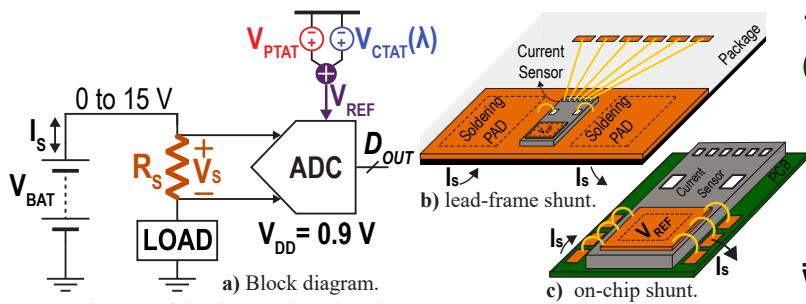 V_PTAT
V_CTAT(λ)
V_REF
0 to 15 V
I_S
R_S
V_S
V_BAT
LOAD
ADC
D_OUT
V_DD = 0.9 V
a) Block diagram.
Package
Current
Sensor
Soldering
PAD
Soldering
PAD
I_S
I_S
b) lead-frame shunt.
PCB
Current
Sensor
V_REF
I_S
I_S
c) on-chip shunt.